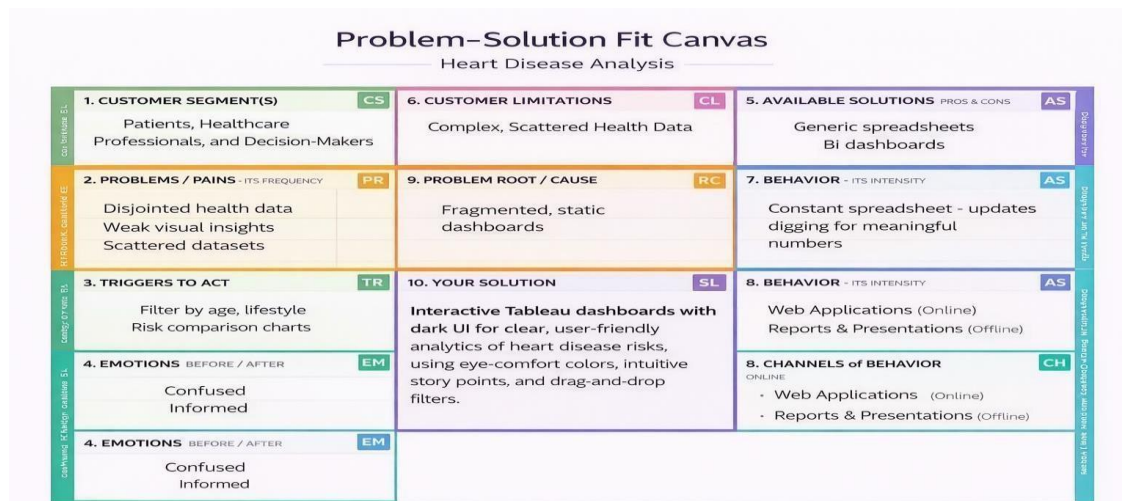 Problem–Solution Fit Canvas
Heart Disease Analysis
1. CUSTOMER SEGMENT(S) CS
Patients, Healthcare
Professionals, and Decision-Makers
6. CUSTOMER LIMITATIONS CL
Complex, Scattered Health Data
5. AVAILABLE SOLUTIONS PROS & CONS AS
Generic spreadsheets
Bi dashboards
2. PROBLEMS / PAINS - ITS FREQUENCY PR
Disjointed health data
Weak visual insights
Scattered datasets
9. PROBLEM ROOT / CAUSE RC
Fragmented, static
dashboards
7. BEHAVIOR - ITS INTENSITY AS
Constant spreadsheet - updates
digging for meaningful
numbers
3. TRIGGERS TO ACT TR
Filter by age, lifestyle
Risk comparison charts
10. YOUR SOLUTION SL
Interactive Tableau dashboards with
dark UI for clear, user-friendly
analytics of heart disease risks,
using eye-comfort colors, intuitive
story points, and drag-and-drop
filters.
8. BEHAVIOR - ITS INTENSITY AS
Web Applications (Online)
Reports & Presentations (Offline)
4. EMOTIONS BEFORE / AFTER EM
Confused
Informed
8. CHANNELS of BEHAVIOR CH
ONLINE
· Web Applications (Online)
· Reports & Presentations (Offline)
4. EMOTIONS BEFORE / AFTER EM
Confused
Informed